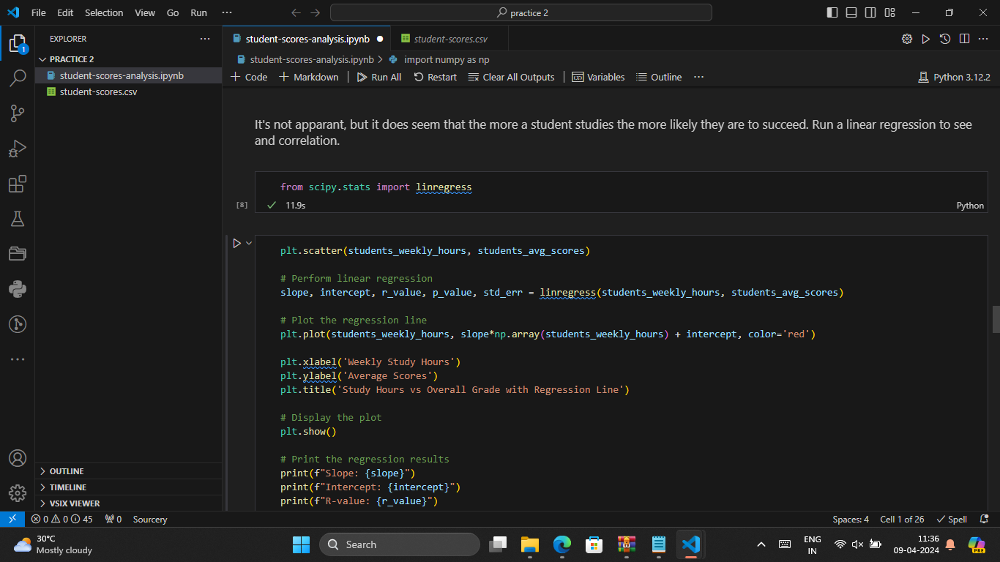 File Edit Selection View Go Run ···
practice 2
EXPLORER ···
PRACTICE 2
student-scores-analysis.ipynb
student-scores.csv
OUTLINE
TIMELINE
VSIX VIEWER
1
student-scores-analysis.ipynb
student-scores.csv
student-scores-analysis.ipynb > import numpy as np
+ Code + Markdown | Run All Restart Clear All Outputs | Variables Outline ···
Python 3.12.2
It's not apparant, but it does seem that the more a student studies the more likely they are to succeed. Run a linear regression to see
and correlation.
from scipy.stats import linregress
[8] ✓ 11.9s
Python
plt.scatter(students_weekly_hours, students_avg_scores)
# Perform linear regression
slope, intercept, r_value, p_value, std_err = linregress(students_weekly_hours, students_avg_scores)
# Plot the regression line
plt.plot(students_weekly_hours, slope*np.array(students_weekly_hours) + intercept, color='red')
plt.xlabel('Weekly Study Hours')
plt.ylabel('Average Scores')
plt.title('Study Hours vs Overall Grade with Regression Line')
# Display the plot
plt.show()
# Print the regression results
print(f"Slope: {slope}")
print(f"Intercept: {intercept}")
print(f"R-value: {r_value}")
0 0 45 0 Sourcery
Spaces: 4 Cell 1 of 26 Spell
30°C
Mostly cloudy
Search
ENG
IN
11:36
09-04-2024
PRE